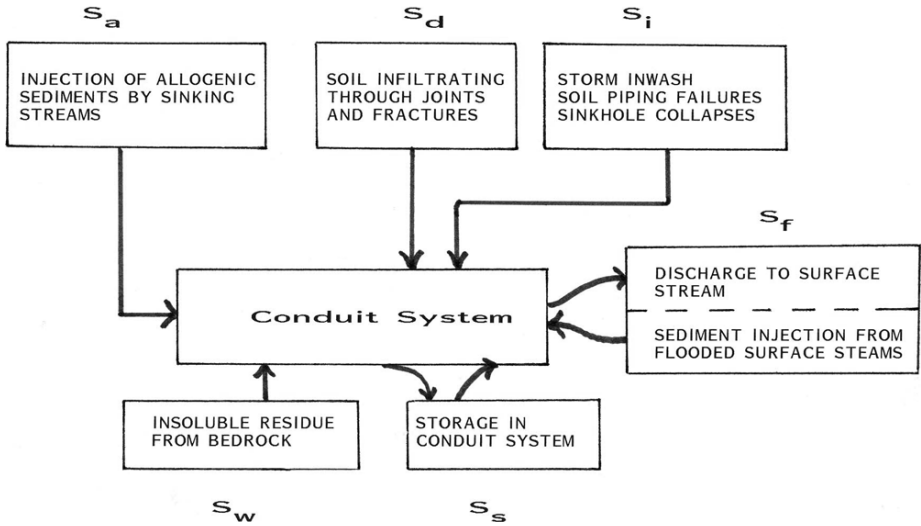 Sa
INJECTION OF ALLOGENIC
SEDIMENTS BY SINKING
STREAMS
Sd
SOIL INFILTRATING
THROUGH JOINTS
AND FRACTURES
Si
STORM INWASH
SOIL PIPING FAILURES
SINKHOLE COLLAPSES
Sf
DISCHARGE TO SURFACE
STREAM
SEDIMENT INJECTION FROM
FLOODED SURFACE STEAMS
Conduit System
INSOLUBLE RESIDUE
FROM BEDROCK
Sw
STORAGE IN
CONDUIT SYSTEM
Ss